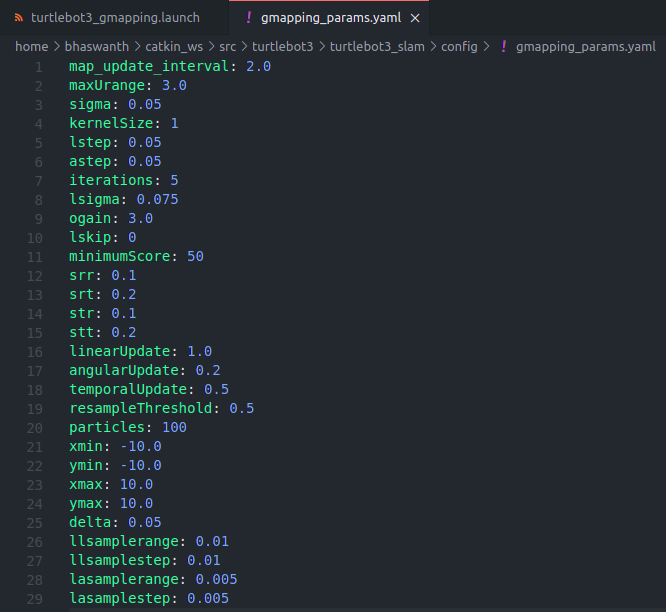 turtlebot3_gmapping.launch ! gmapping_params.yaml ×
home > bhaswanth > catkin_ws > src > turtlebot3 > turtlebot3_slam > config > ! gmapping_params.yaml
1 map_update_interval: 2.0
2 maxUrange: 3.0
3 sigma: 0.05
4 kernelSize: 1
5 lstep: 0.05
6 astep: 0.05
7 iterations: 5
8 lsigma: 0.075
9 ogain: 3.0
10 lskip: 0
11 minimumScore: 50
12 srr: 0.1
13 srt: 0.2
14 str: 0.1
15 stt: 0.2
16 linearUpdate: 1.0
17 angularUpdate: 0.2
18 temporalUpdate: 0.5
19 resampleThreshold: 0.5
20 particles: 100
21 xmin: -10.0
22 ymin: -10.0
23 xmax: 10.0
24 ymax: 10.0
25 delta: 0.05
26 llsamplerange: 0.01
27 llsamplestep: 0.01
28 lasamplerange: 0.005
29 lasamplestep: 0.005